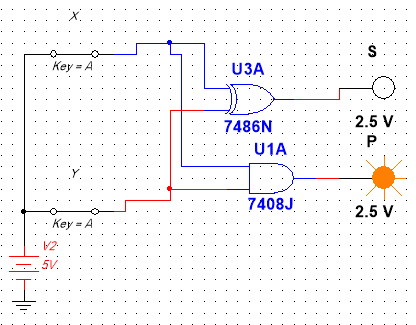 X
S
Key = A
U3A
7486N
2.5 V
P
U1A
Y
7408J
2.5 V
Key = A
V2
5V